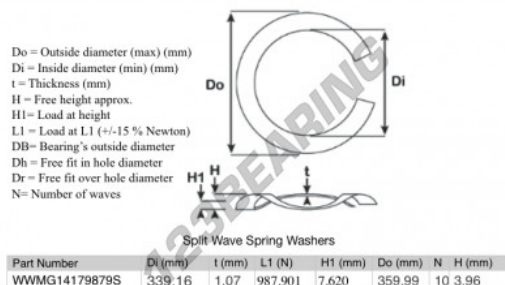 Do = Outside diameter (max) (mm)
Di = Inside diameter (min) (mm)
t = Thickness (mm)
H = Free height approx.
H1= Load at height
L1 = Load at L1 (+/-15 % Newton)
DB= Bearing's outside diameter
Dh = Free fit in hole diameter
Dr = Free fit over hole diameter
N= Number of waves
Do
Di
H1
H
t
123BEARING
Split Wave Spring Washers
Part Number Di (mm) t (mm) L1 (N) H1 (mm) Do (mm) N H (mm)
WWMG14179879S 339.16 1.07 987.901 7.620 359.99 10 3.96